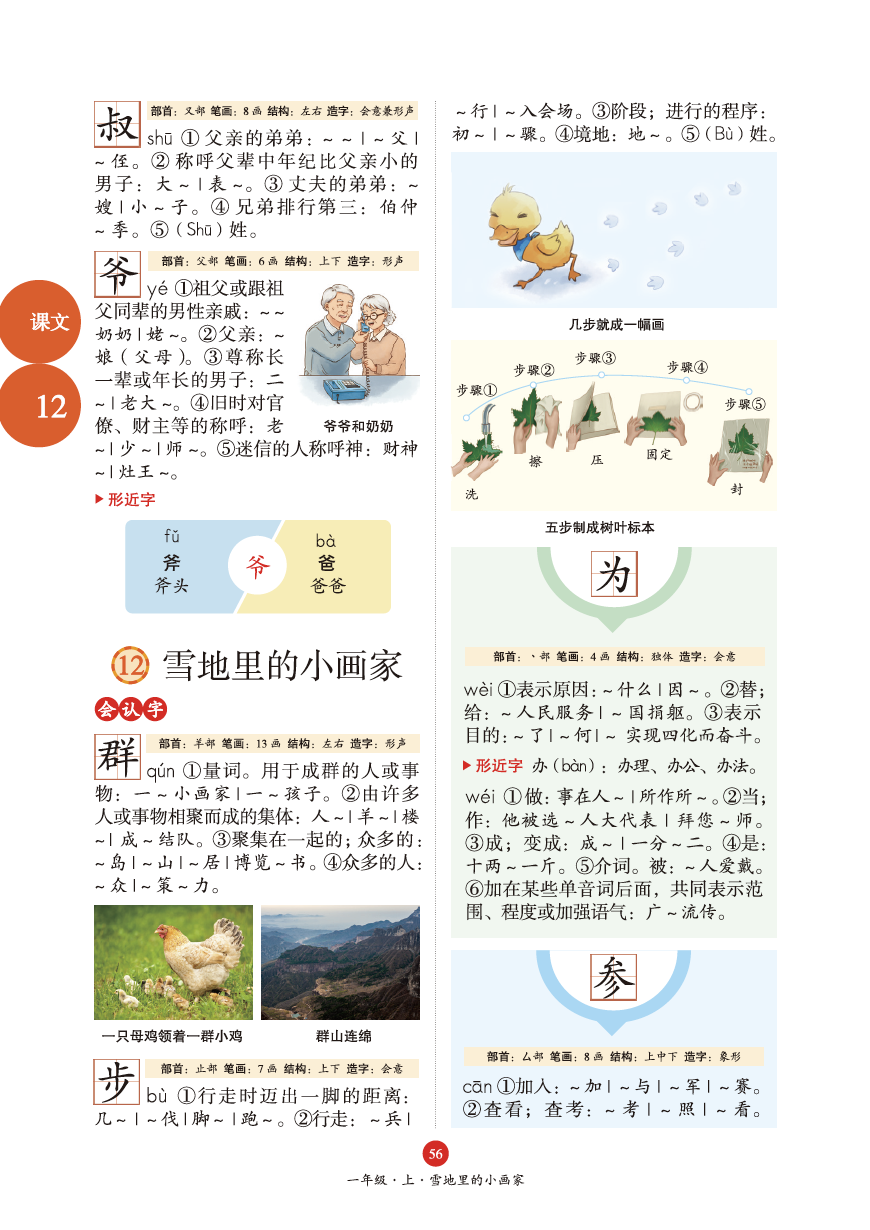 课文
12
叔
部首：又部 笔画：8画 结构：左右 造字：会意兼形声
shū ①父亲的弟弟：～～|～父|
～侄。②称呼父辈中年纪比父亲小的
男子：大～|表～。③丈夫的弟弟：～
嫂|小～子。④兄弟排行第三：伯仲
～季。⑤（Shū）姓。
爷
部首：父部 笔画：6画 结构：上下 造字：形声
yé ①祖父或跟祖
父同辈的男性亲戚：～～
奶奶|姥～。②父亲：～
娘（父母）。③尊称长
一辈或年长的男子：二
～|老大～。④旧时对官
僚、财主等的称呼：老
～|少～|师～。⑤迷信的人称呼神：财神
～|灶王～。
爷爷和奶奶
形近字
fǔ
斧
斧头
爷
bà
爸
爸爸
12 雪地里的小画家
会认字
群
部首：羊部 笔画：13画 结构：左右 造字：形声
qún ①量词。用于成群的人或事
物：一～小画家|一～孩子。②由许多
人或事物相聚而成的集体：人～|羊～|楼
～|成～结队。③聚集在一起的；众多的：
～岛|～山|～居|博览～书。④众多的人：
～众|～策～力。
一只母鸡领着一群小鸡
群山连绵
步
部首：止部 笔画：7画 结构：上下 造字：会意
bù ①行走时迈出一脚的距离：
几～|～伐|脚～|跑～。②行走：～兵|
～行|～入会场。③阶段；进行的程序：
初～|～骤。④境地：地～。⑤（Bù）姓。
几步就成一幅画
步骤①
步骤②
步骤③
步骤④
步骤⑤
洗
擦
压
固定
封
五步制成树叶标本
为
部首：丶部 笔画：4画 结构：独体 造字：会意
wèi ①表示原因：～什么|因～。②替；
给：～人民服务|～国捐躯。③表示
目的：～了|～何|～实现四化而奋斗。
形近字 办（bàn）：办理、办公、办法。
wéi ①做：事在人～|所作所～。②当；
作：他被选～人大代表|拜您～师。
③成；变成：成～|一分～二。④是：
十两～一斤。⑤介词。被：～人爱戴。
⑥加在某些单音词后面，共同表示范
围、程度或加强语气：广～流传。
参
部首：厶部 笔画：8画 结构：上中下 造字：象形
cān ①加入：～加|～与|～军|～赛。
②查看；查考：～考|～照|～看。
56
一年级·上·雪地里的小画家